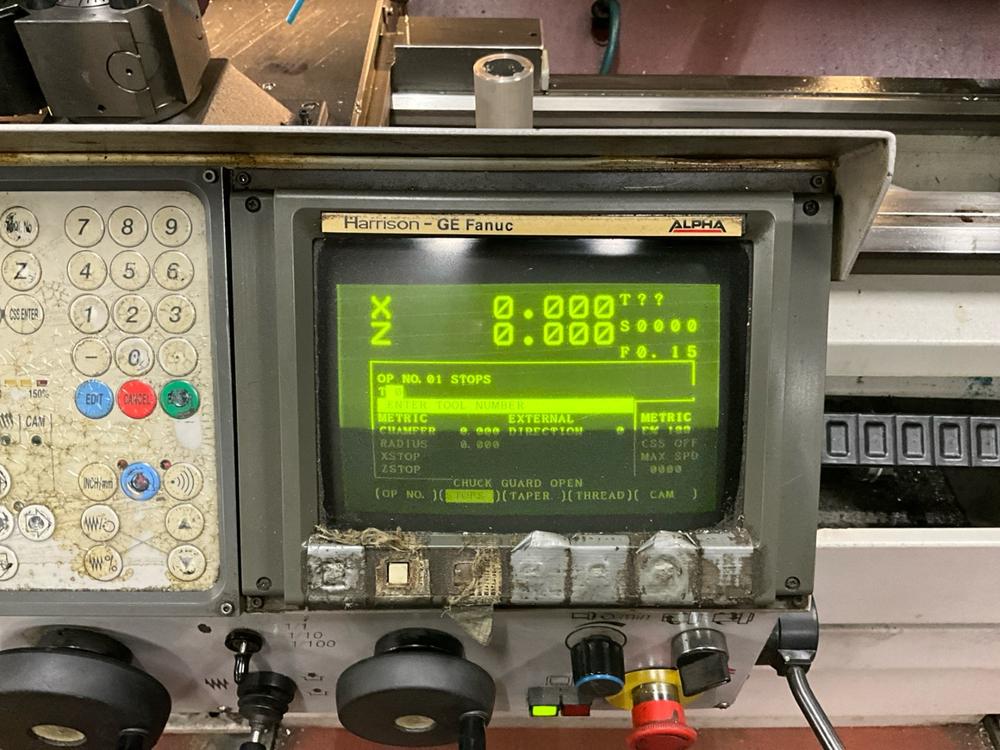 Harrison - GE Fanuc
ALPHA
X 0.000 T??
Z 0.000 S0000
F0.15
OP NO.01 STOPS
ENTER TOOL NUMBER
METRIC EXTERNAL METRIC
CHAMFER 0.000 DIRECTION 0
RADIUS 0.000 CSS OFF
XSTOP MAX SPD
ZSTOP 0000
CHUCK GUARD OPEN
(OP NO. )(STOPS )(TAPER )(THREAD)( CAM )
7 8 9
Z 4 5 6
CSS ENTER 1 2 3
- 0 .
EDIT CANCEL
150%
CAM
INCH/mm
%
1/1
1/10
1/100